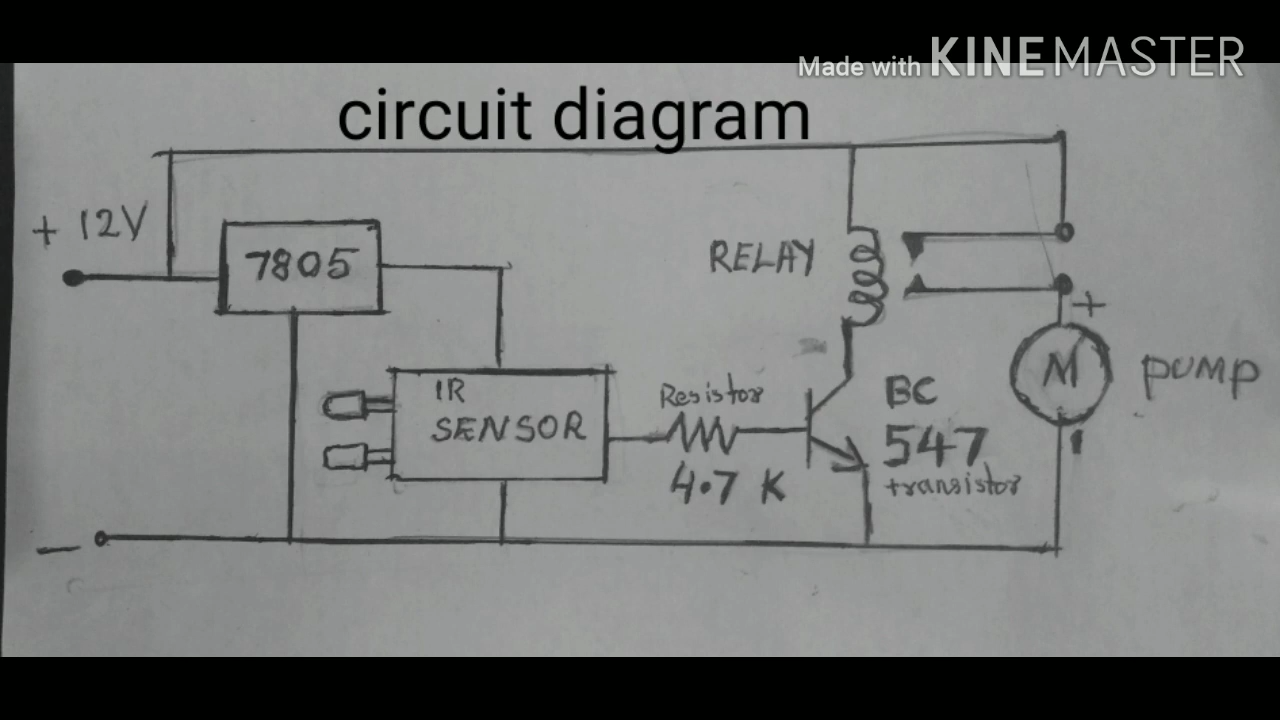 Made with KINEMASTER
circuit diagram
+ 12V
7805
RELAY
+
M
PUMP
IR
SENSOR
Resistor
4.7 K
BC
547
transistor